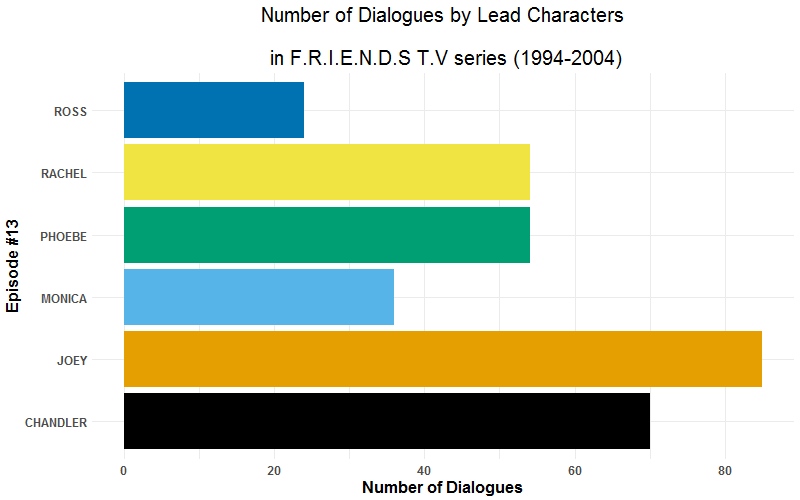 Number of Dialogues by Lead Characters
in F.R.I.E.N.D.S T.V series (1994-2004)
Episode #13
ROSS
RACHEL
PHOEBE
MONICA
JOEY
CHANDLER
0 20 40 60 80
Number of Dialogues